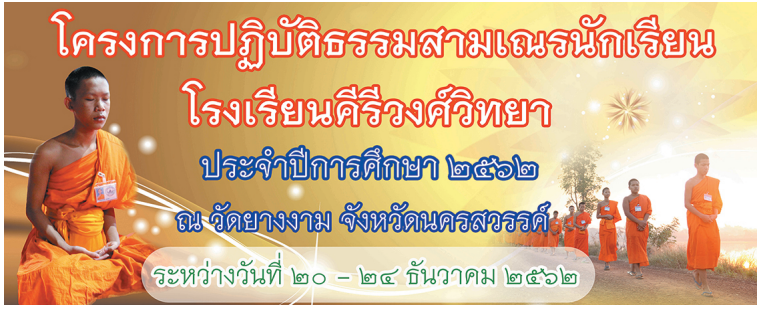 โครงการปฏิบัติธรรมสามเณรนักเรียน
โรงเรียนคีรีวงศ์วิทยา
ประจำปีการศึกษา ๒๕๖๒
ณ วัดยางงาม จังหวัดนครสวรรค์
ระหว่างวันที่ ๒๐ – ๒๔ ธันวาคม ๒๕๖๒